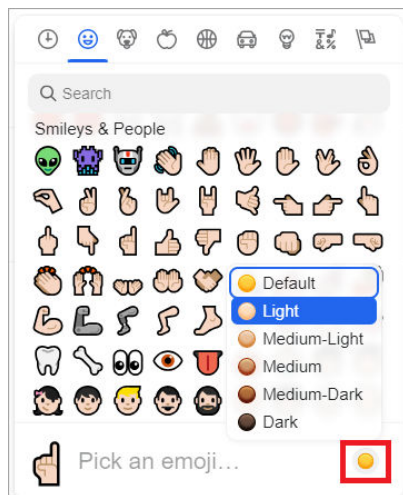 Search
Smileys & People
Default
Light
Medium-Light
Medium
Medium-Dark
Dark
Pick an emoji...